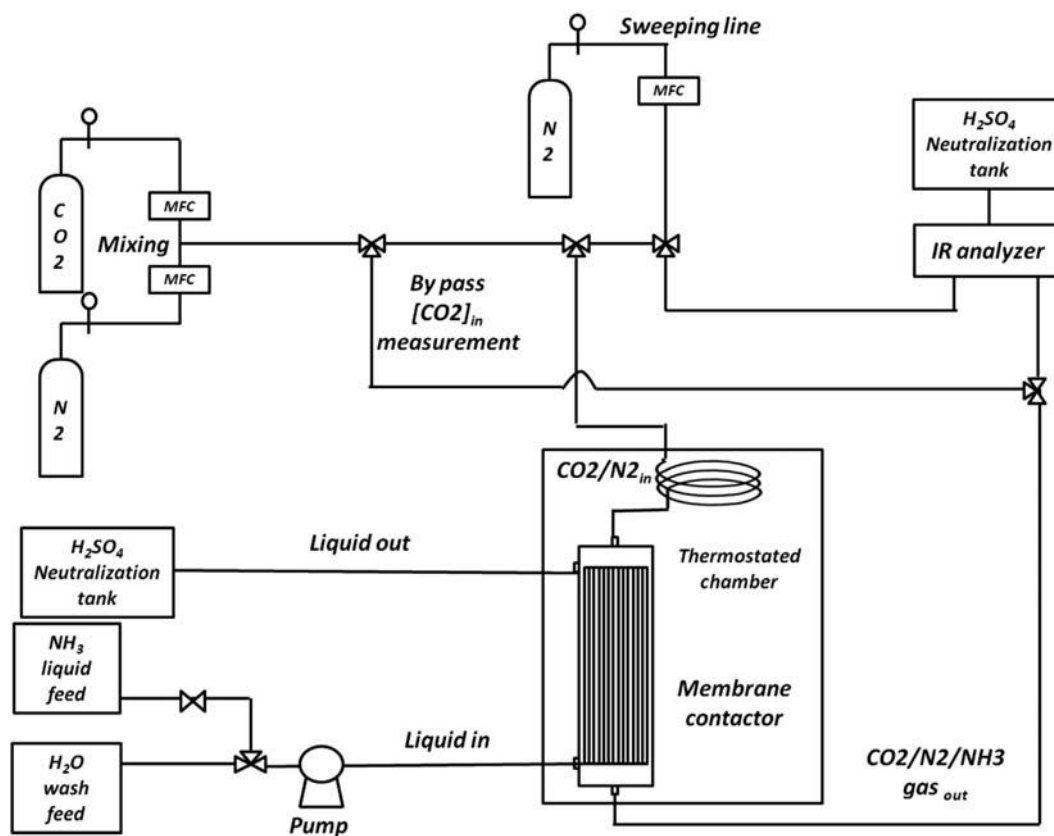 Sweeping line
MFC
N
2
H₂SO₄
Neutralization
tank
C
O
2
MFC
Mixing
MFC
IR analyzer
By pass
[CO2]in
measurement
N
2
CO2/N2in
H₂SO₄
Neutralization
tank
Liquid out
Thermostated
chamber
NH₃
liquid
feed
Membrane
contactor
Liquid in
H₂O
wash
feed
Pump
CO2/N2/NH3
gas out